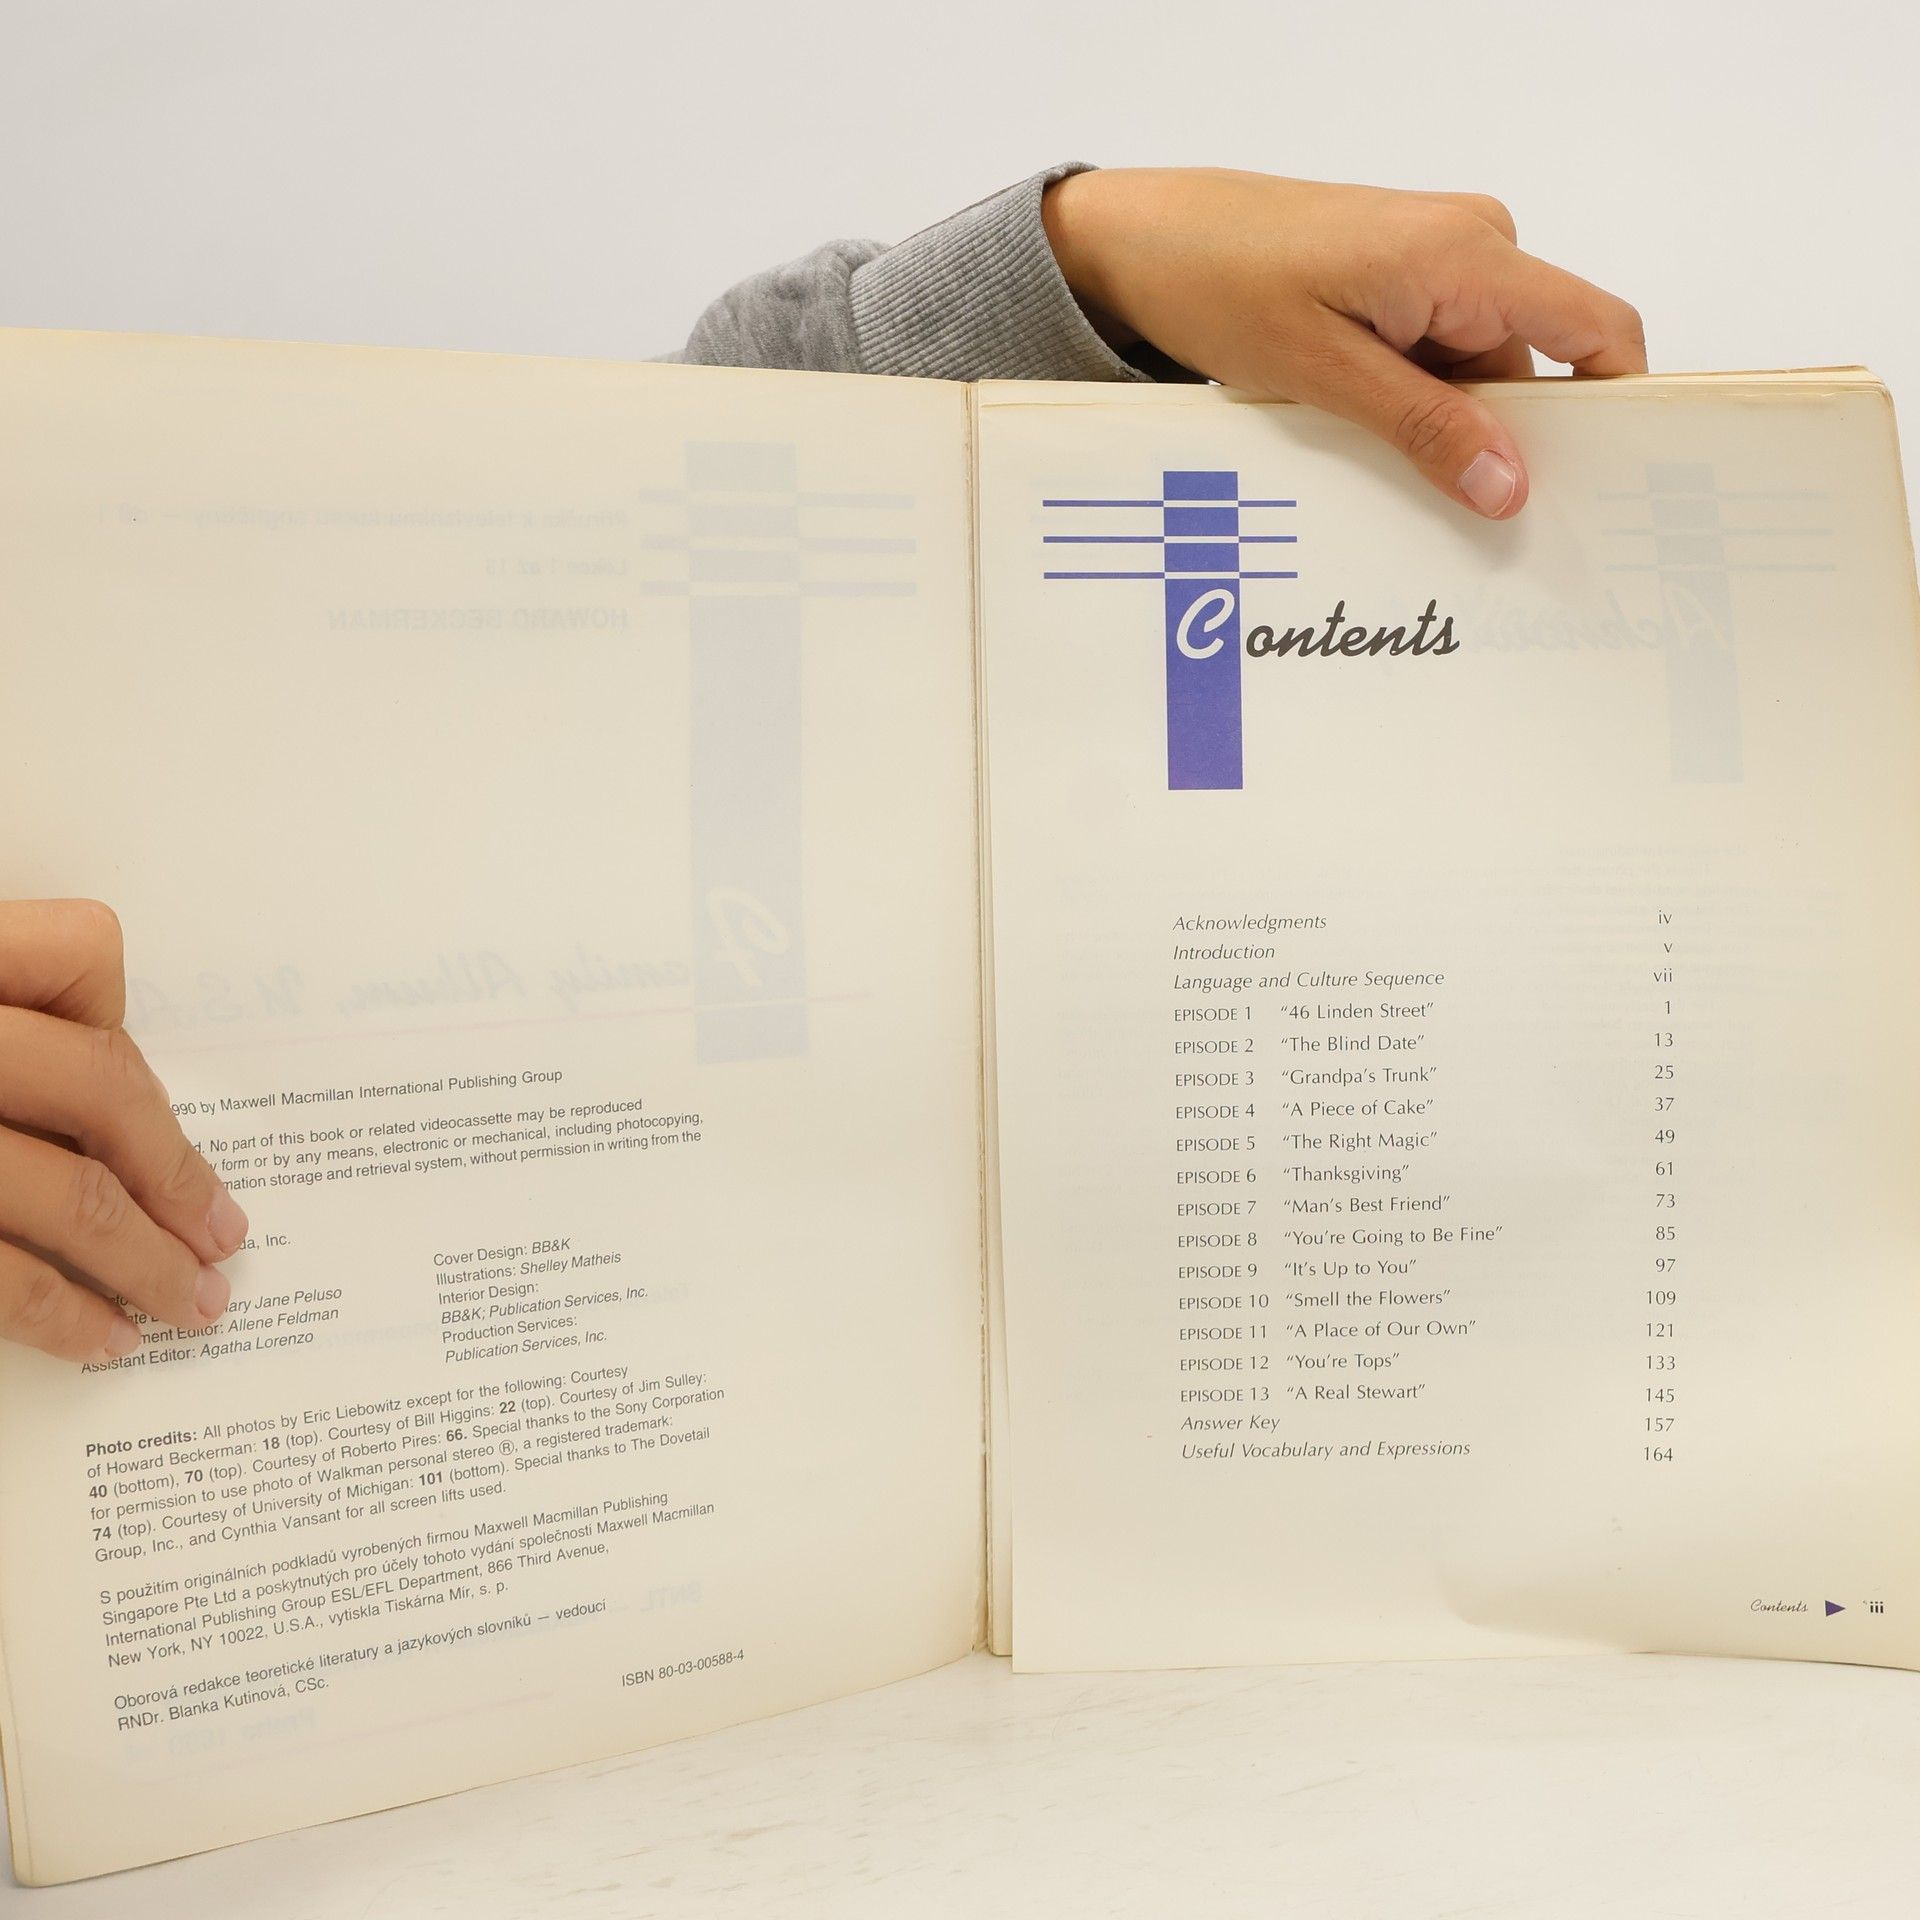 990 by Maxwell Macmillan International Publishing Group
d. No part of this book or related videocassette may be reproduced
y form or by any means, electronic or mechanical, including photocopying,
mation storage and retrieval system, without permission in writing from the
da, Inc.
ary Jane Peluso
ment Editor: Allene Feldman
Assistant Editor: Agatha Lorenzo
Cover Design: BB&K
Illustrations: Shelley Matheis
Interior Design:
BB&K; Publication Services, Inc.
Production Services:
Publication Services, Inc.
Photo credits: All photos by Eric Liebowitz except for the following: Courtesy
of Howard Beckerman: 18 (top). Courtesy of Bill Higgins: 22 (top). Courtesy of Jim Sulley:
40 (bottom), 70 (top). Courtesy of Roberto Pires: 66. Special thanks to the Sony Corporation
for permission to use photo of Walkman personal stereo ®, a registered trademark:
74 (top). Courtesy of University of Michigan: 101 (bottom). Special thanks to The Dovetail
Group, Inc., and Cynthia Vansant for all screen lifts used.
S použitím originálních podkladů vyrobených firmou Maxwell Macmillan Publishing
Singapore Pte Ltd a poskytnutých pro účely tohoto vydání společností Maxwell Macmillan
International Publishing Group ESL/EFL Department, 866 Third Avenue,
New York, NY 10022, U.S.A., vytiskla Tiskárna Mír, s. p.
Oborová redakce teoretické literatury a jazykových slovníků — vedoucí
RNDr. Blanka Kutinová, CSc.
ISBN 80-03-00588-4
Contents
Acknowledgments iv
Introduction v
Language and Culture Sequence vii
EPISODE 1 “46 Linden Street” 1
EPISODE 2 “The Blind Date” 13
EPISODE 3 “Grandpa’s Trunk” 25
EPISODE 4 “A Piece of Cake” 37
EPISODE 5 “The Right Magic” 49
EPISODE 6 “Thanksgiving” 61
EPISODE 7 “Man’s Best Friend” 73
EPISODE 8 “You’re Going to Be Fine” 85
EPISODE 9 “It’s Up to You” 97
EPISODE 10 “Smell the Flowers” 109
EPISODE 11 “A Place of Our Own” 121
EPISODE 12 “You’re Tops” 133
EPISODE 13 “A Real Stewart” 145
Answer Key 157
Useful Vocabulary and Expressions 164
Contents ▶ iii